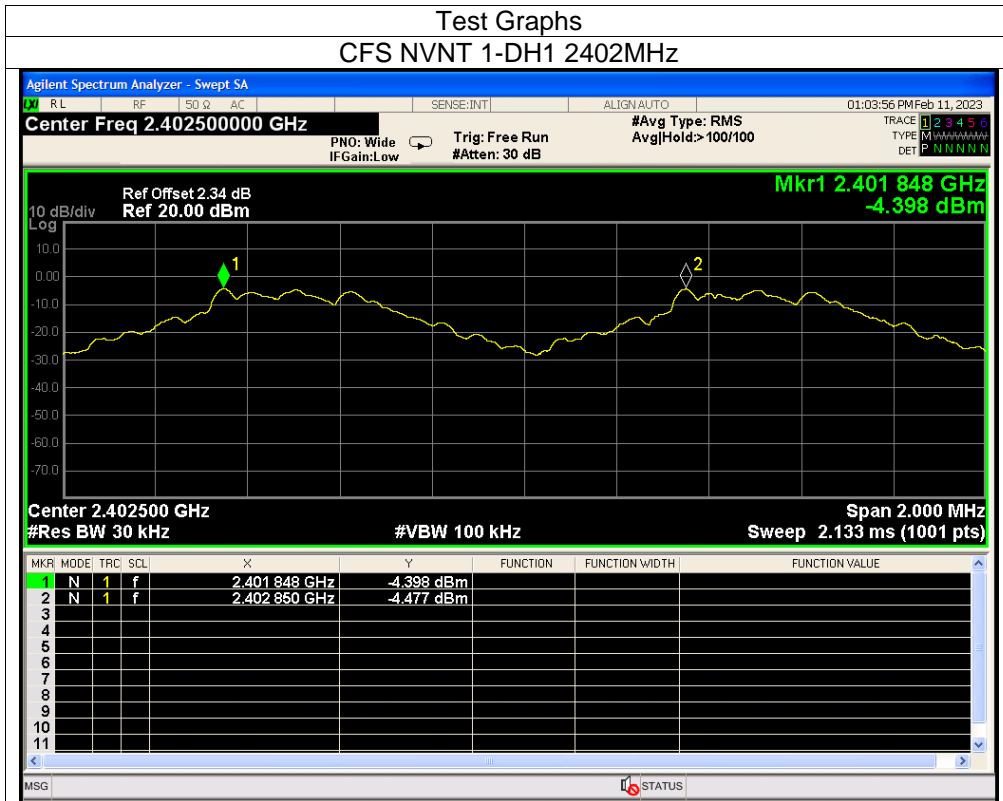 Test Graphs
CFS NVNT 1-DH1 2402MHz
Agilent Spectrum Analyzer - Swept SA
LXI RL RF 50 Ω AC SENSE:INT ALIGN AUTO 01:03:56 PM Feb 11, 2023
Center Freq 2.402500000 GHz
PNO: Wide
IFGain:Low
Trig: Free Run
#Atten: 30 dB
#Avg Type: RMS
Avg|Hold:>100/100
TRACE 1 2 3 4 5 6
TYPE M WWWWW
DET P N N N N N
Mkr1 2.401 848 GHz
-4.398 dBm
Ref Offset 2.34 dB
10 dB/div Ref 20.00 dBm
Log
10.0
0.00
-10.0
-20.0
-30.0
-40.0
-50.0
-60.0
-70.0
1
2
Center 2.402500 GHz Span 2.000 MHz
#Res BW 30 kHz #VBW 100 kHz Sweep 2.133 ms (1001 pts)
MKR MODE TRC SCL X Y FUNCTION FUNCTION WIDTH FUNCTION VALUE
1 N 1 f 2.401 848 GHz -4.398 dBm
2 N 1 f 2.402 850 GHz -4.477 dBm
3
4
5
6
7
8
9
10
11
MSG STATUS